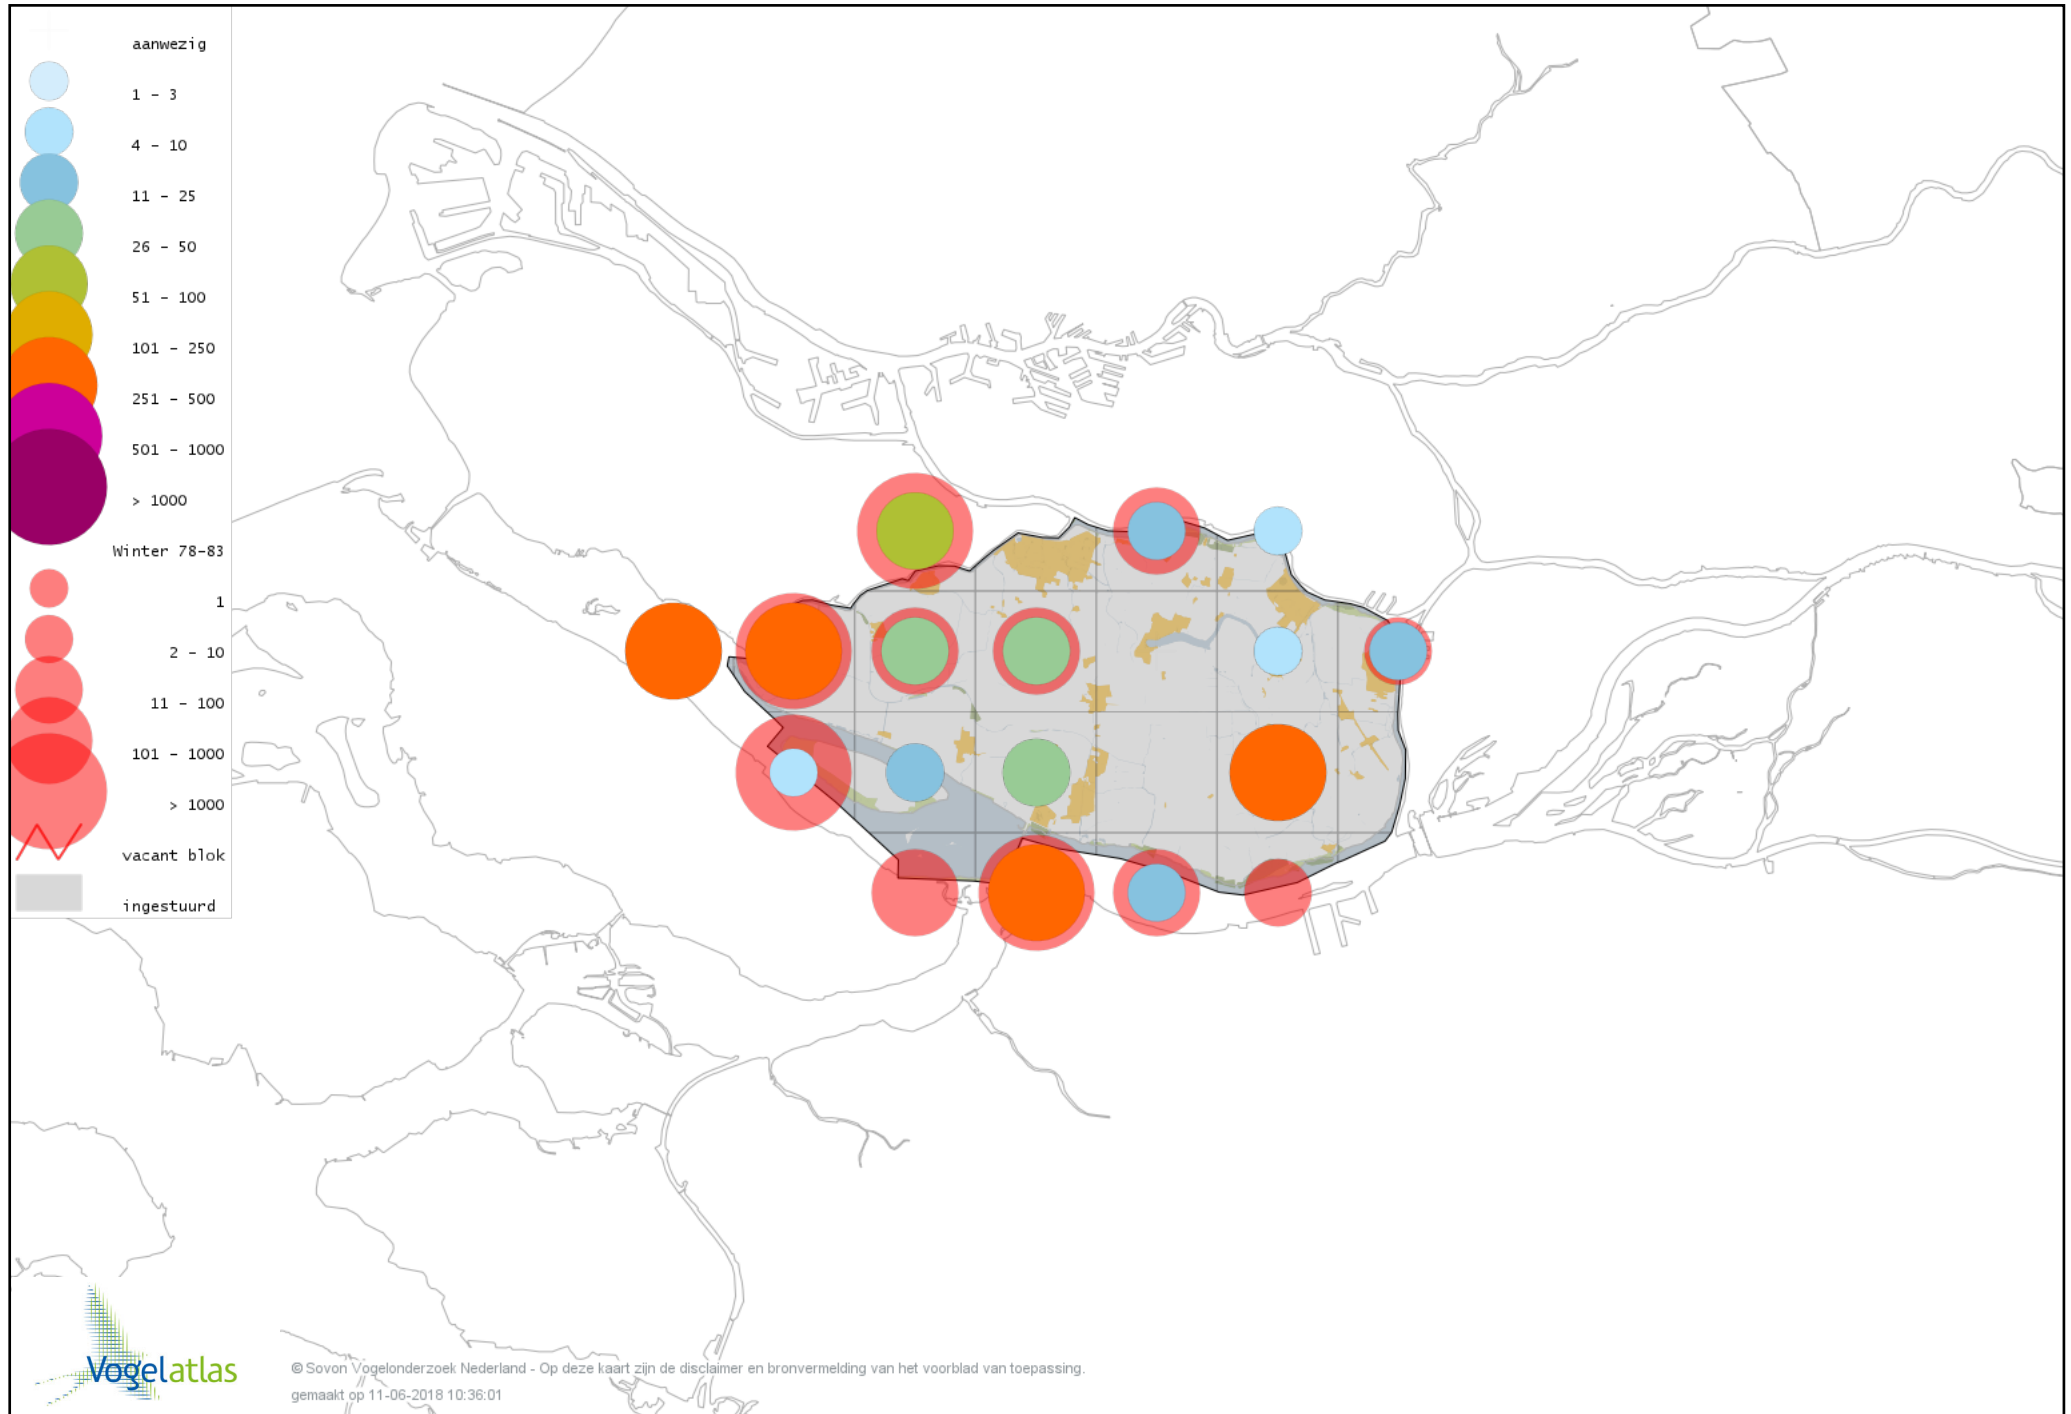 aanwezig
1 - 3
4 - 10
11 - 25
26 - 50
51 - 100
101 - 250
251 - 500
501 - 1000
> 1000
Winter 78-83
1
2 - 10
11 - 100
101 - 1000
> 1000
vacant blok
ingestuurd
Vogelatlas
© Sovon Vogelonderzoek Nederland - Op deze kaart zijn de disclaimer en bronvermelding van het voorblad van toepassing.
gemaakt op 11-06-2018 10:36:01